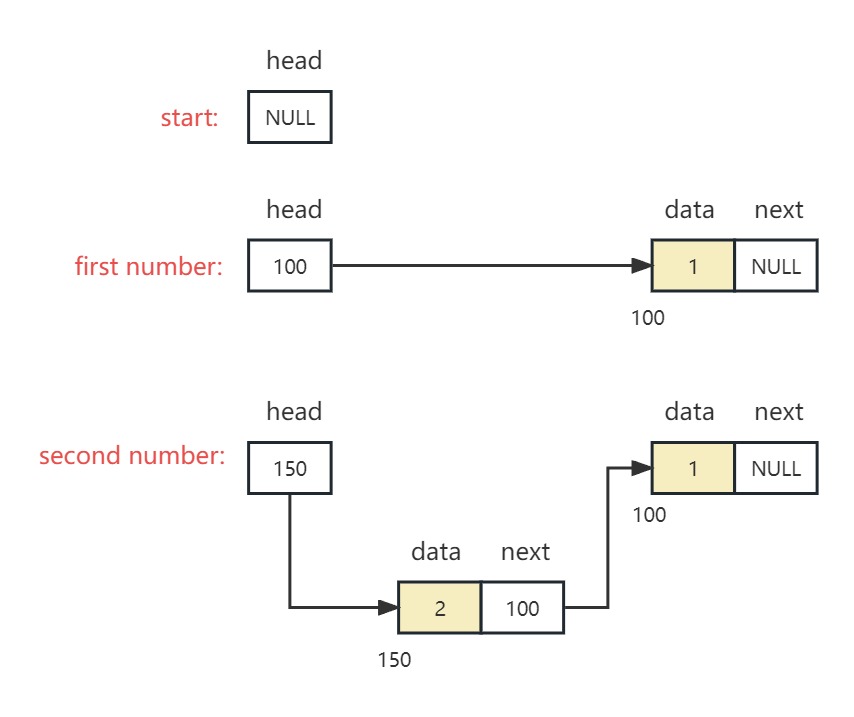 head
start:
NULL
head
data next
first number:
100
1
NULL
100
head
data next
second number:
150
1
NULL
100
data next
2
100
150